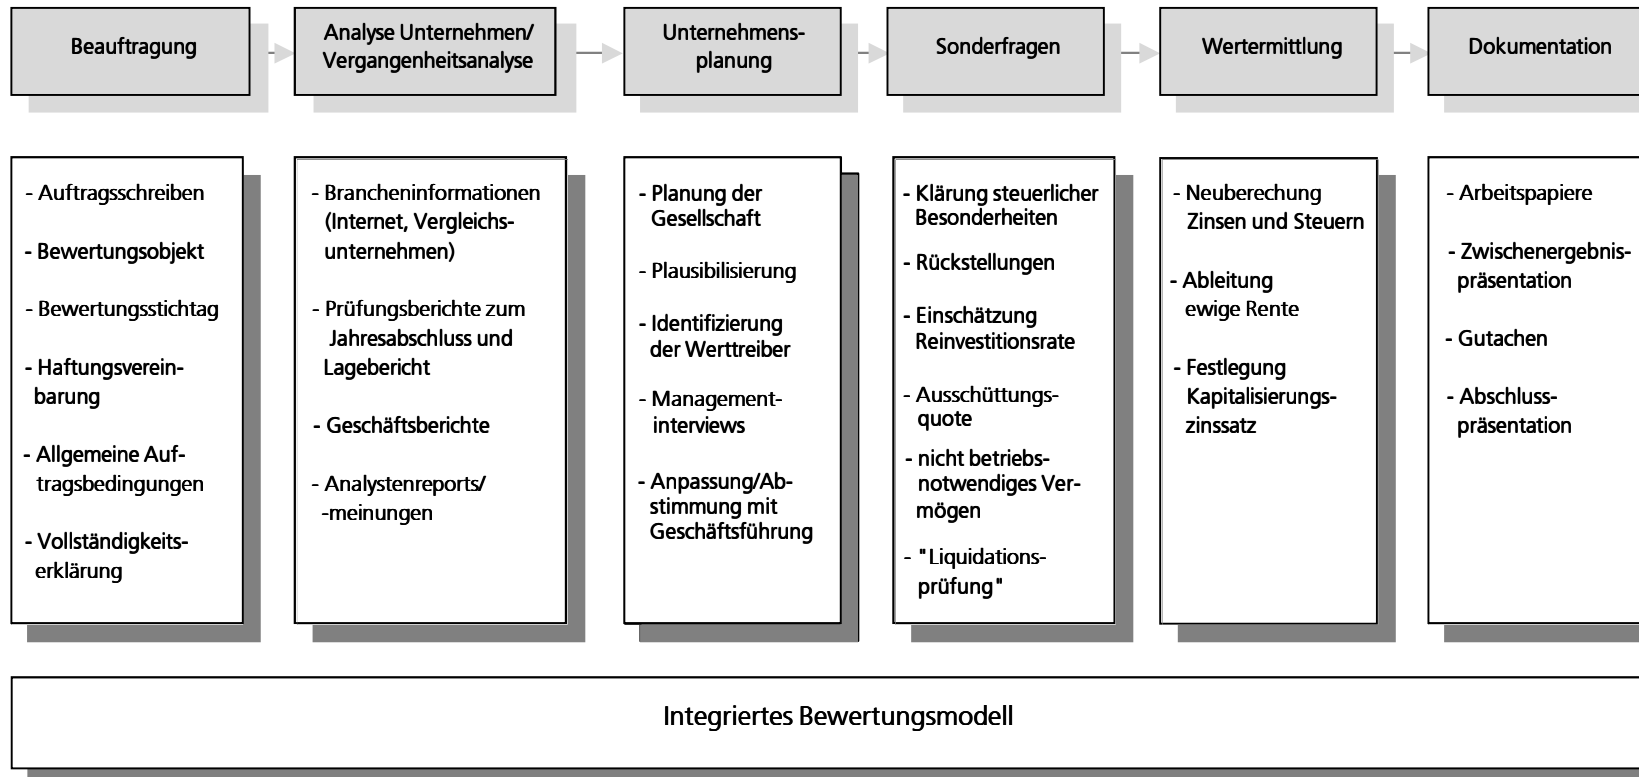 Beauftragung
Analyse Unternehmen/
Vergangenheitsanalyse
Unternehmens-
planung
Sonderfragen
Wertermittlung
Dokumentation
- Auftragsschreiben
- Bewertungsobjekt
- Bewertungsstichtag
- Haftungsverein-
barung
- Allgemeine Auf-
tragsbedingungen
- Vollständigkeits-
erklärung
- Brancheninformationen
(Internet, Vergleichs-
unternehmen)
- Prüfungsberichte zum
Jahresabschluss und
Lagebericht
- Geschäftsberichte
- Analystenreports/
-meinungen
- Planung der
Gesellschaft
- Plausibilisierung
- Identifizierung
der Werttreiber
- Management-
interviews
- Anpassung/Ab-
stimmung mit
Geschäftsführung
- Klärung steuerlicher
Besonderheiten
- Rückstellungen
- Einschätzung
Reinvestitionsrate
- Ausschüttungs-
quote
- nicht betriebs-
notwendiges Ver-
mögen
- "Liquidations-
prüfung"
- Neuberechung
Zinsen und Steuern
- Ableitung
ewige Rente
- Festlegung
Kapitalisierungs-
zinssatz
- Arbeitspapiere
- Zwischenergebnis-
präsentation
- Gutachen
- Abschluss-
präsentation
Integriertes Bewertungsmodell